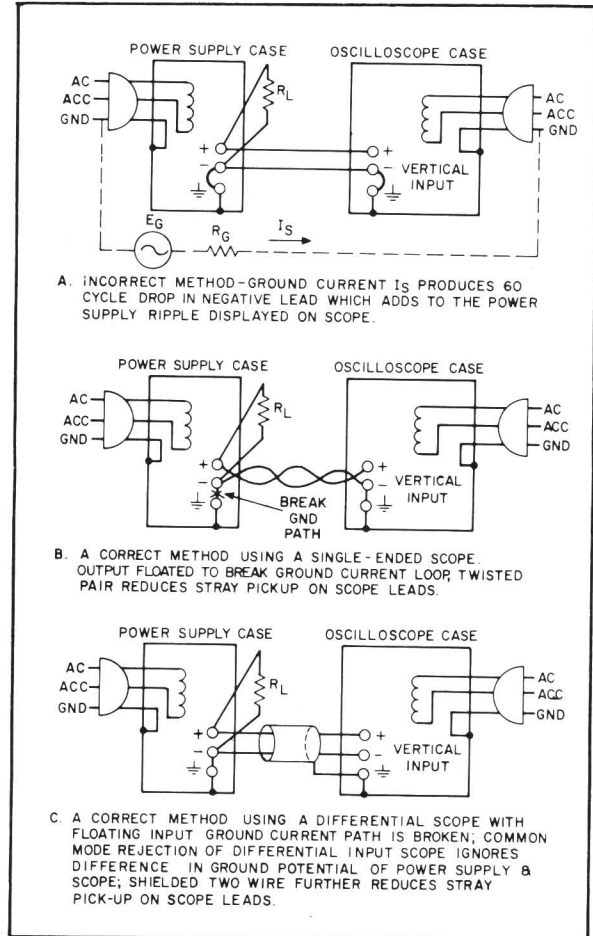 POWER SUPPLY CASE
OSCILLOSCOPE CASE
AC
ACC
GND
RL
+
-
+
-
VERTICAL
INPUT
AC
ACC
GND
EG
RG
IS
A. INCORRECT METHOD-GROUND CURRENT IS PRODUCES 60
CYCLE DROP IN NEGATIVE LEAD WHICH ADDS TO THE POWER
SUPPLY RIPPLE DISPLAYED ON SCOPE.
POWER SUPPLY CASE
OSCILLOSCOPE CASE
AC
ACC
GND
RL
+
-
BREAK
GND
PATH
+
-
VERTICAL
INPUT
AC
ACC
GND
B. A CORRECT METHOD USING A SINGLE-ENDED SCOPE.
OUTPUT FLOATED TO BREAK GROUND CURRENT LOOP, TWISTED
PAIR REDUCES STRAY PICKUP ON SCOPE LEADS.
POWER SUPPLY CASE
OSCILLOSCOPE CASE
AC
ACC
GND
RL
+
-
+
-
VERTICAL
INPUT
AC
ACC
GND
C. A CORRECT METHOD USING A DIFFERENTIAL SCOPE WITH
FLOATING INPUT GROUND CURRENT PATH IS BROKEN; COMMON
MODE REJECTION OF DIFFERENTIAL INPUT SCOPE IGNORES
DIFFERENCE IN GROUND POTENTIAL OF POWER SUPPLY &
SCOPE; SHIELDED TWO WIRE FURTHER REDUCES STRAY
PICK-UP ON SCOPE LEADS.